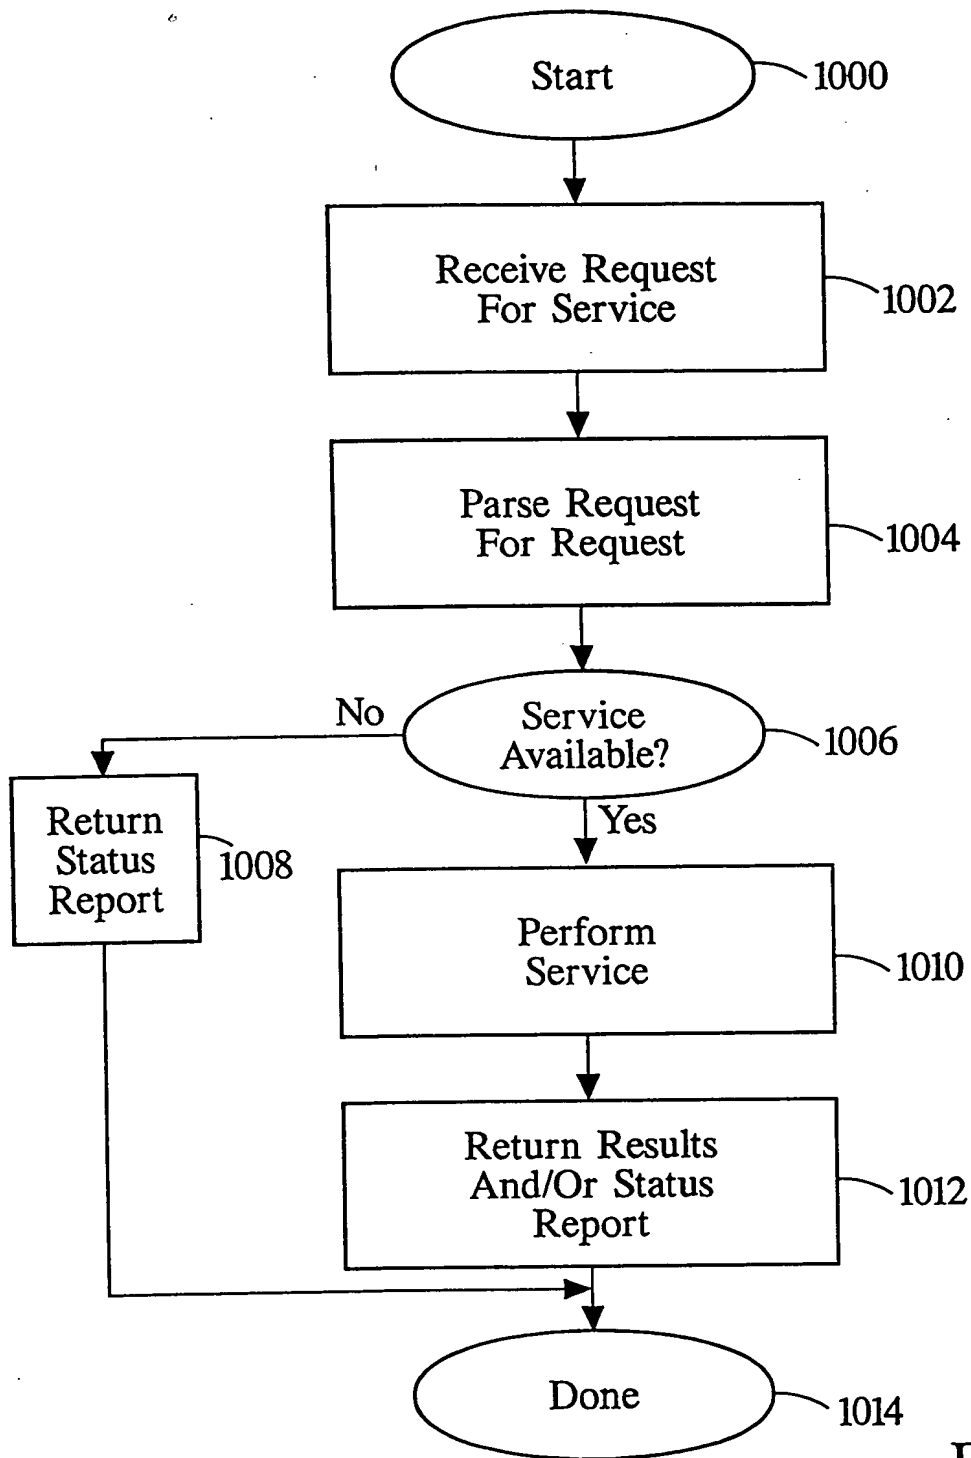 Start
1000
Receive Request
For Service
1002
Parse Request
For Request
1004
No
Service
Available?
1006
Yes
Return
Status
Report
1008
Perform
Service
1010
Return Results
And/Or Status
Report
1012
Done
1014